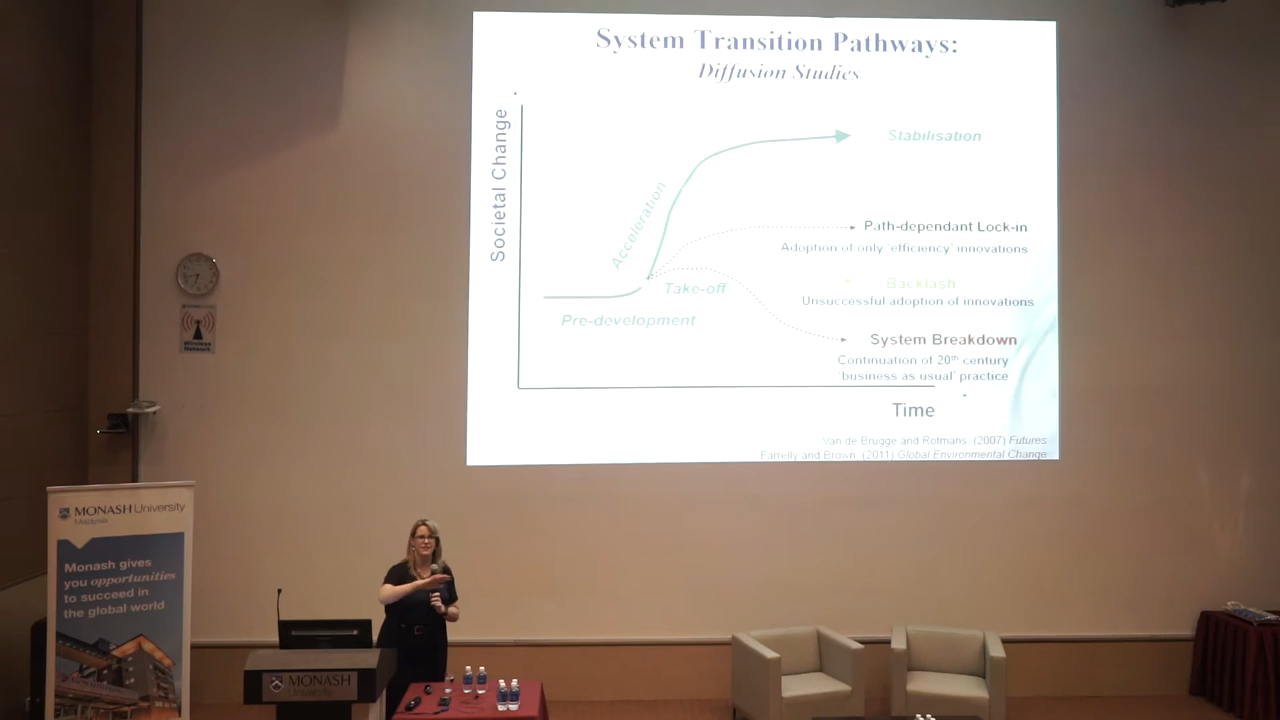 System Transition Pathways:
Diffusion Studies
Societal Change
Stabilisation
Acceleration
Path-dependant Lock-in
Adoption of only 'efficiency' innovations
Take-off
Backlash
Unsuccessful adoption of innovations
Pre-development
System Breakdown
Continuation of 20th century
'business as usual' practice
Time
Van de Brugge and Rotmans. (2007) Futures
Farrelly and Brown. (2011) Global Environmental Change
Wireless
Network
MONASH University
Malaysia
Monash gives
you opportunities
to succeed in
the global world
MONASH
University